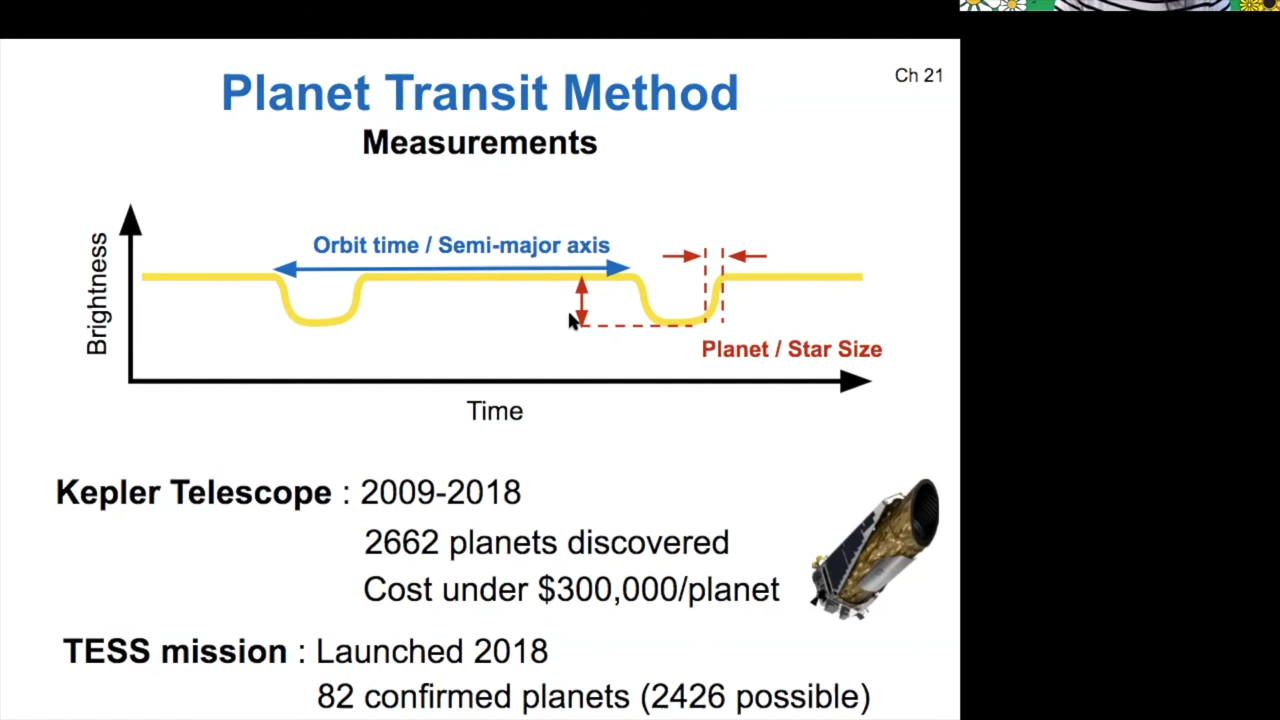 Ch 21
Planet Transit Method
Measurements
Brightness
Orbit time / Semi-major axis
Planet / Star Size
Time
Kepler Telescope : 2009-2018
2662 planets discovered
Cost under $300,000/planet
TESS mission : Launched 2018
82 confirmed planets (2426 possible)